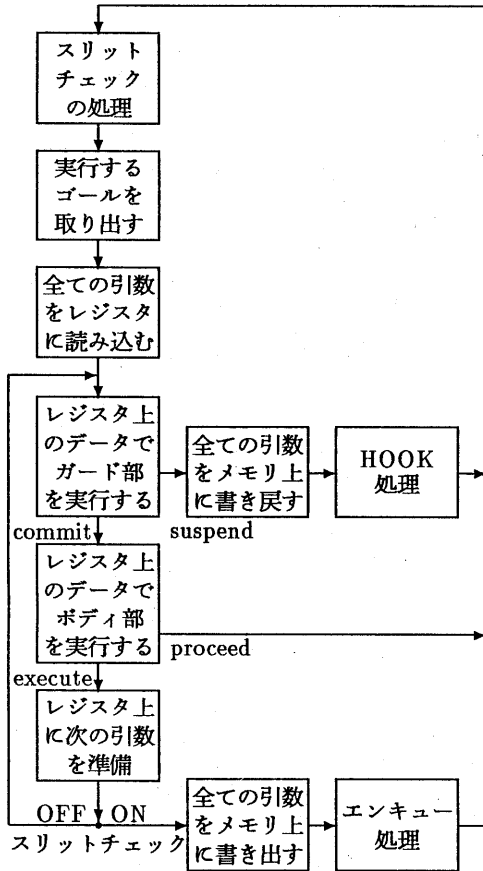 スリット
チェック
の処理
実行する
ゴールを
取り出す
全ての引数
をレジスタ
に読み込む
レジスタ上
のデータで
ガード部
を実行する
全ての引数
をメモリ上
に書き戻す
HOOK
処理
commit
suspend
レジスタ上
のデータで
ボディ部
を実行する
proceed
execute
レジスタ上
に次の引数
を準備
OFF
ON
スリットチェック
全ての引数
をメモリ上
に書き出す
エンキュー
処理